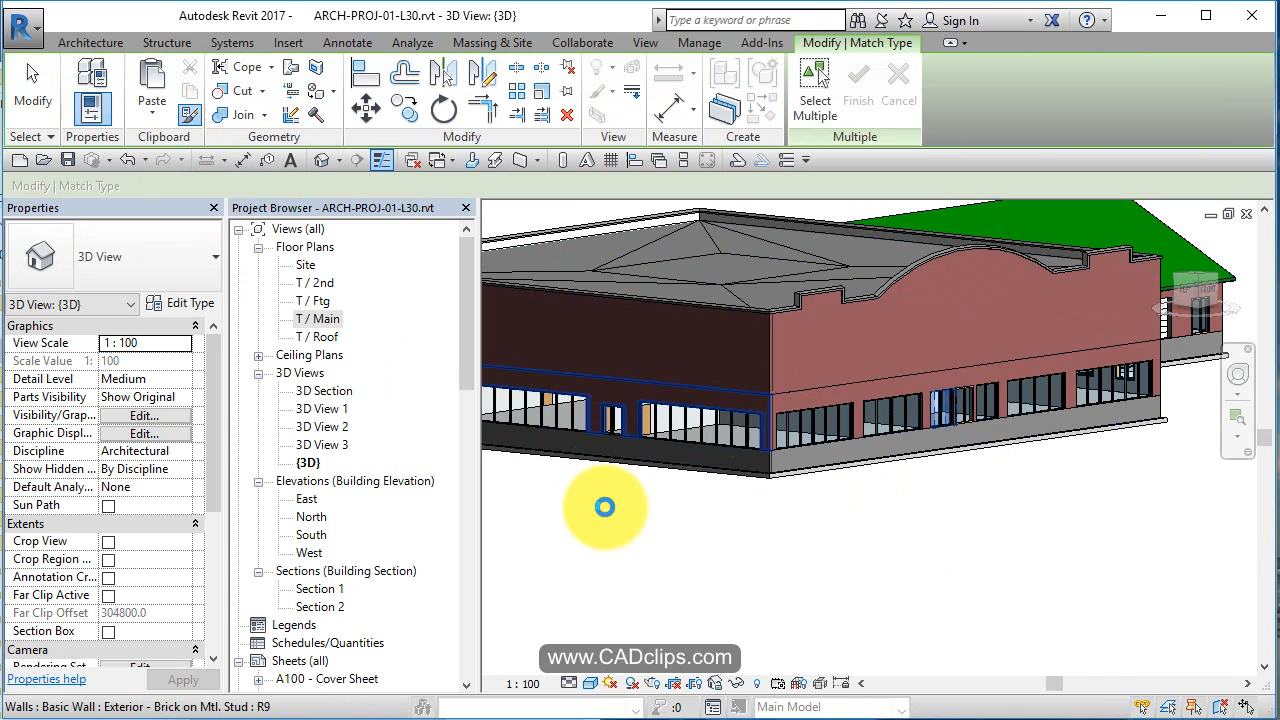 Autodesk Revit 2017 - ARCH-PROJ-01-L30.rvt - 3D View: {3D}
Type a keyword or phrase
Sign In
Architecture Structure Systems Insert Annotate Analyze Massing & Site Collaborate View Manage Add-Ins Modify | Match Type
Cope
Cut
Join
Modify
Paste
Select Multiple
Finish
Cancel
Select Properties Clipboard Geometry Modify View Measure Create Multiple
Modify | Match Type
Properties
3D View
3D View: {3D} Edit Type
Graphics
View Scale 1 : 100
Scale Value 1: 100
Detail Level Medium
Parts Visibility Show Original
Visibility/Grap... Edit...
Graphic Displ... Edit...
Discipline Architectural
Show Hidden ... By Discipline
Default Analy... None
Sun Path
Extents
Crop View
Crop Region ...
Annotation Cr...
Far Clip Active
Far Clip Offset 304800.0
Section Box
Camera
Rendering Set... Edit...
Properties help Apply
Project Browser - ARCH-PROJ-01-L30.rvt
Views (all)
Floor Plans
Site
T / 2nd
T / Ftg
T / Main
T / Roof
Ceiling Plans
3D Views
3D Section
3D View 1
3D View 2
3D View 3
{3D}
Elevations (Building Elevation)
East
North
South
West
Sections (Building Section)
Section 1
Section 2
Legends
Schedules/Quantities
Sheets (all)
A100 - Cover Sheet
www.CADclips.com
1 : 100
Walls : Basic Wall : Exterior - Brick on Mtl. Stud : R9
:0
Main Model